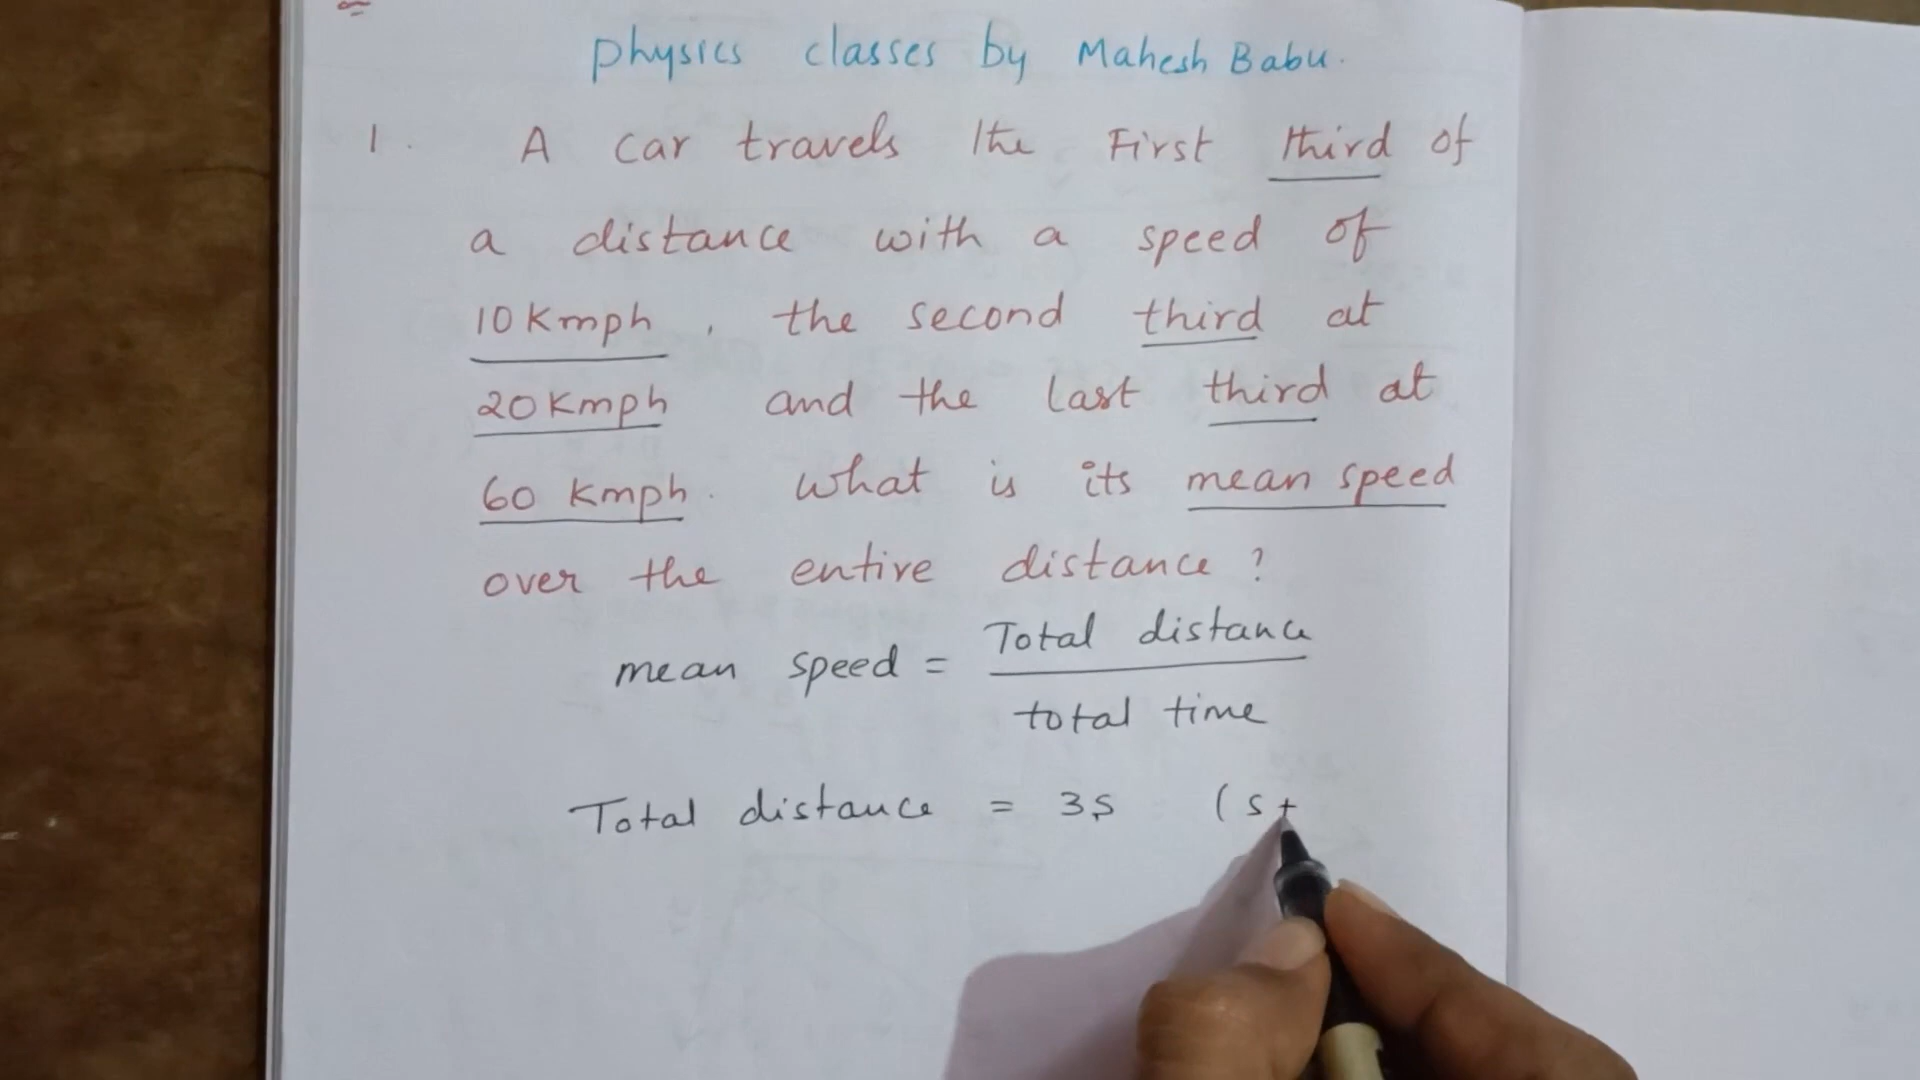 physics classes by Mahesh Babu.
1. A car travels the First third of
a distance with a speed of
10 Kmph, the second third at
20 Kmph and the last third at
60 Kmph. what is its mean speed
over the entire distance?
Total distance
mean speed =
total time
Total distance = 3s (s+